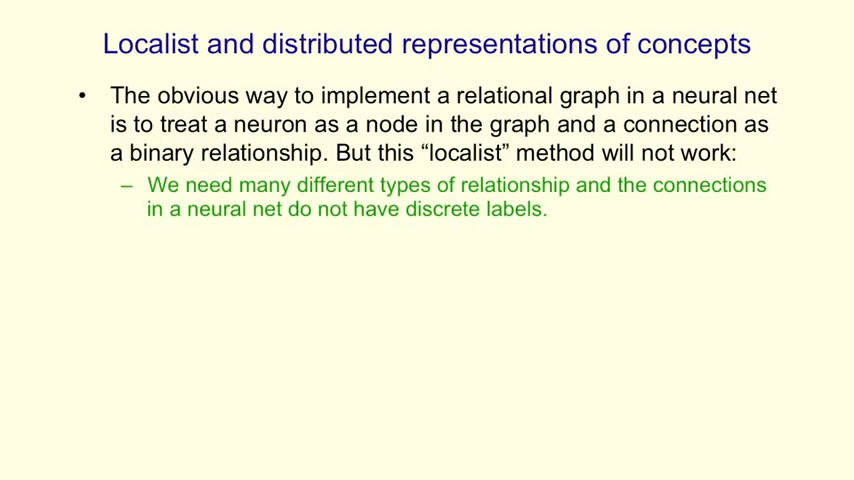 Localist and distributed representations of concepts
• The obvious way to implement a relational graph in a neural net
is to treat a neuron as a node in the graph and a connection as
a binary relationship. But this “localist” method will not work:
– We need many different types of relationship and the connections
in a neural net do not have discrete labels.